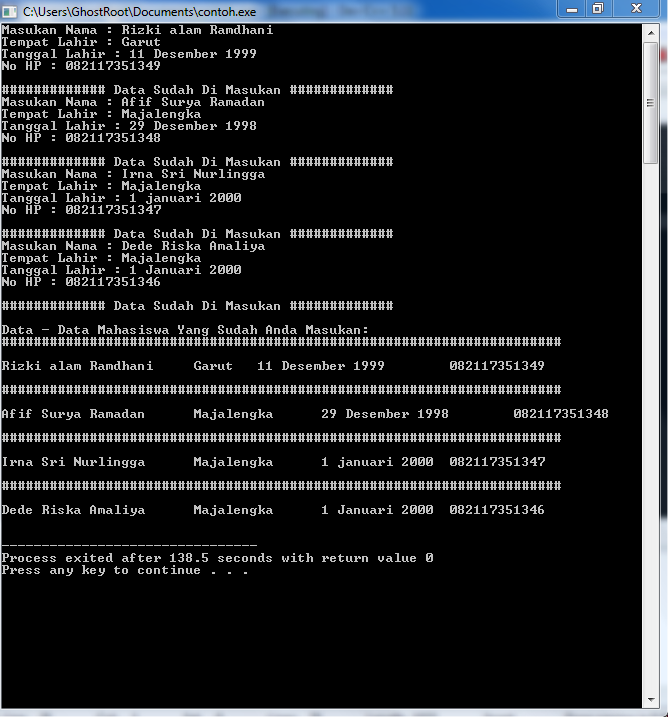 C:\Users\GhostRoot\Documents\contoh.exe
Masukan Nama : Rizki alam Ramdhani
Tempat Lahir : Garut
Tanggal Lahir : 11 Desember 1999
No HP : 082117351349
############# Data Sudah Di Masukan #############
Masukan Nama : Afif Surya Ramadan
Tempat Lahir : Majalengka
Tanggal Lahir : 29 Desember 1998
No HP : 082117351348
############# Data Sudah Di Masukan #############
Masukan Nama : Irna Sri Nurlingga
Tempat Lahir : Majalengka
Tanggal Lahir : 1 januari 2000
No HP : 082117351347
############# Data Sudah Di Masukan #############
Masukan Nama : Dede Riska Amaliya
Tempat Lahir : Majalengka
Tanggal Lahir : 1 Januari 2000
No HP : 082117351346
############# Data Sudah Di Masukan #############
Data - Data Mahasiswa Yang Sudah Anda Masukan:
######################################################################
Rizki alam Ramdhani Garut 11 Desember 1999 082117351349
######################################################################
Afif Surya Ramadan Majalengka 29 Desember 1998 082117351348
######################################################################
Irna Sri Nurlingga Majalengka 1 januari 2000 082117351347
######################################################################
Dede Riska Amaliya Majalengka 1 Januari 2000 082117351346
--------------------------------
Process exited after 138.5 seconds with return value 0
Press any key to continue . . .